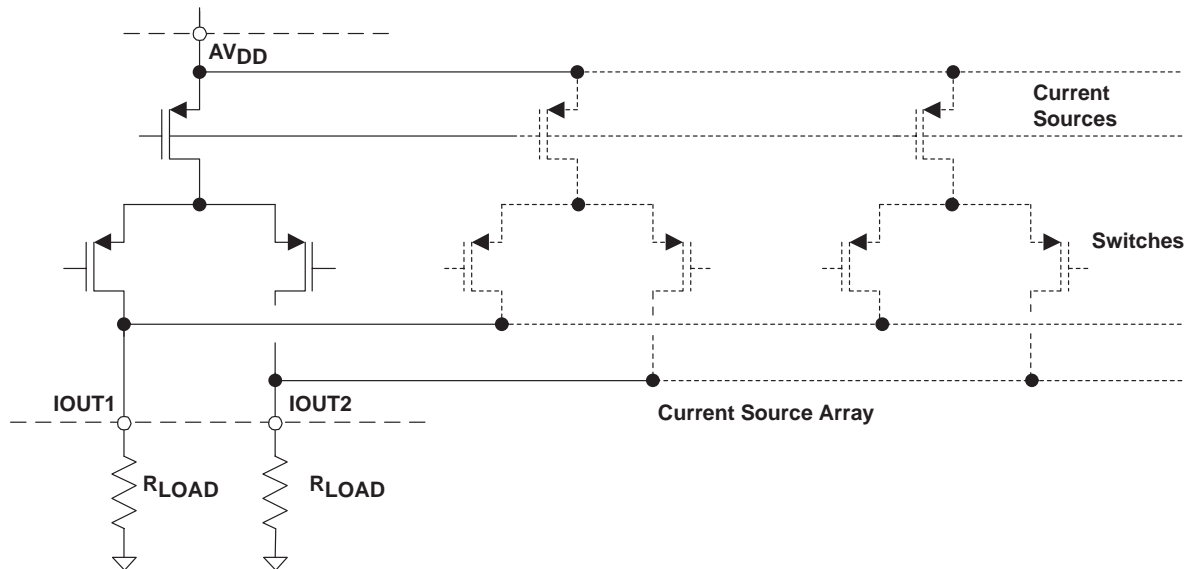 AVDD
Current
Sources
Switches
IOUT1
IOUT2
Current Source Array
RLOAD
RLOAD